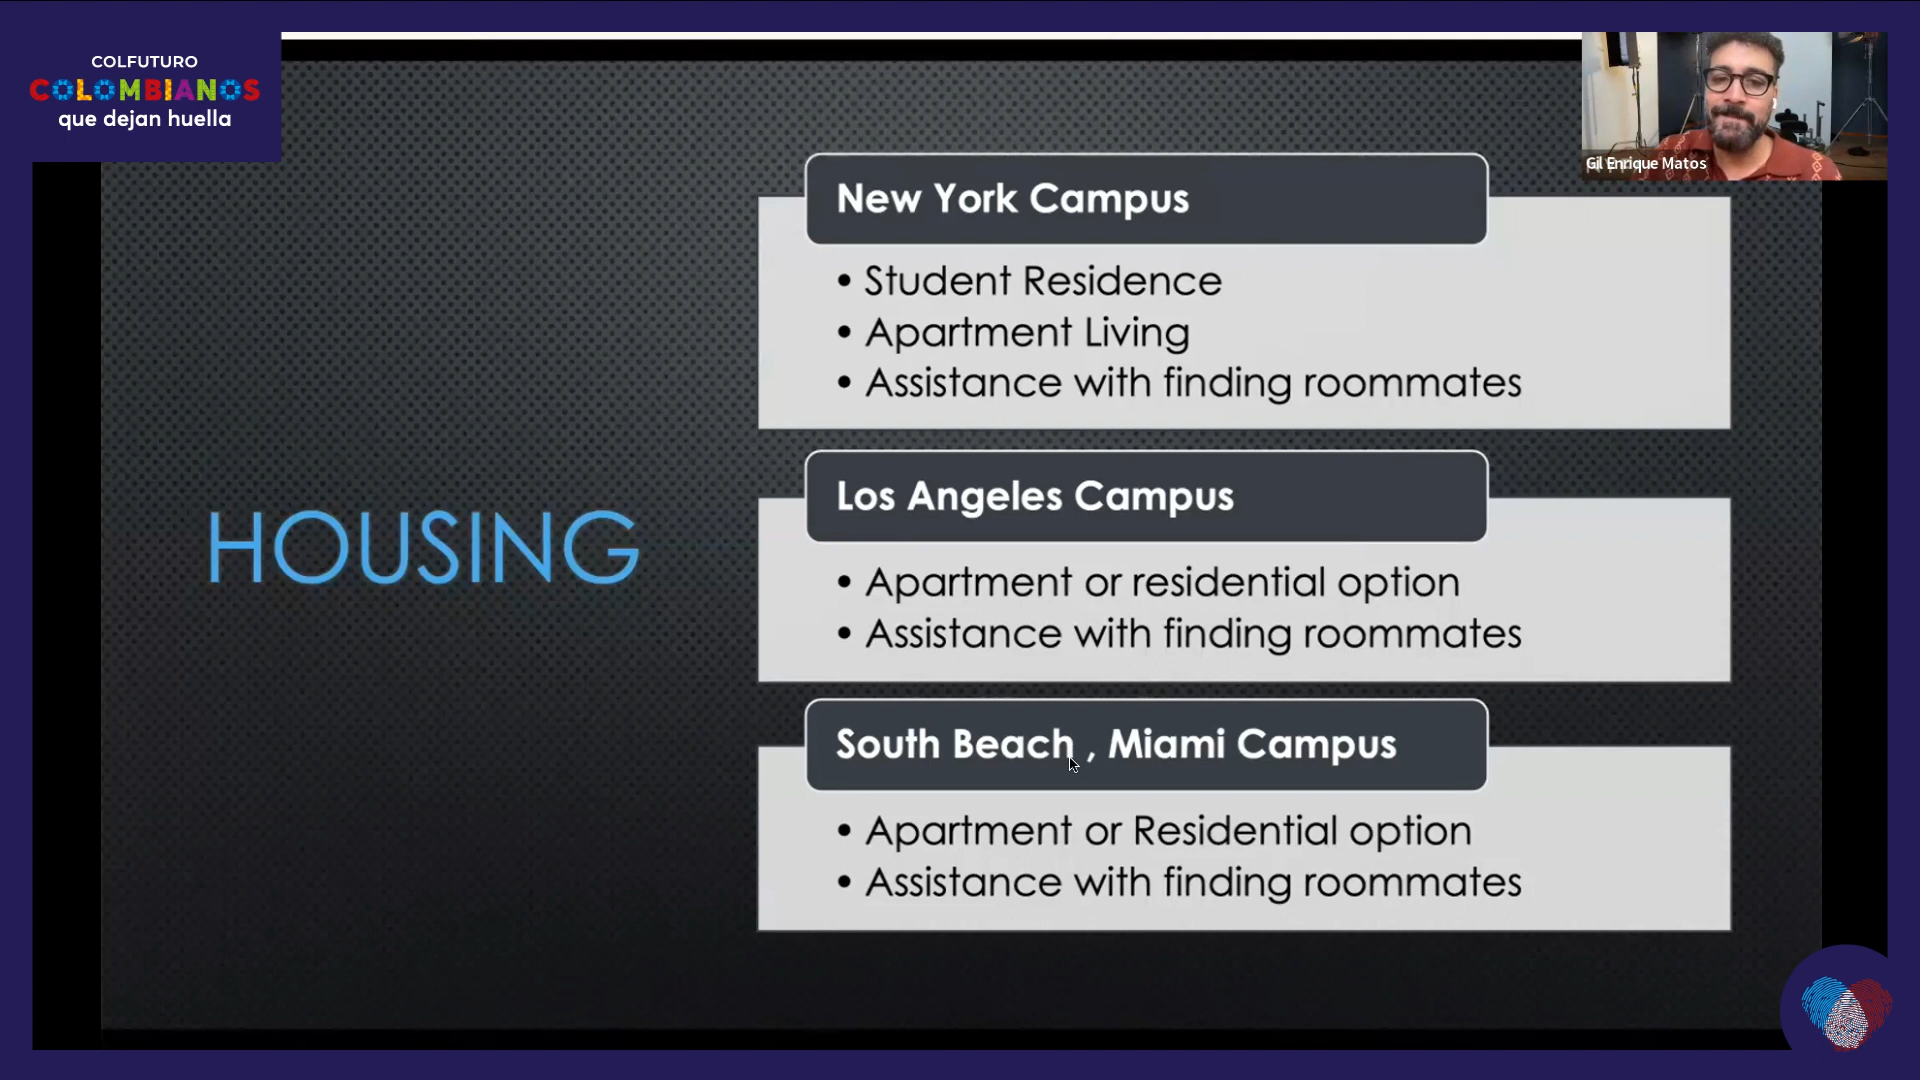 COLFUTURO
COLOMBIANOS
que dejan huella
Gil Enrique Matos
HOUSING
New York Campus
• Student Residence
• Apartment Living
• Assistance with finding roommates
Los Angeles Campus
• Apartment or residential option
• Assistance with finding roommates
South Beach , Miami Campus
• Apartment or Residential option
• Assistance with finding roommates